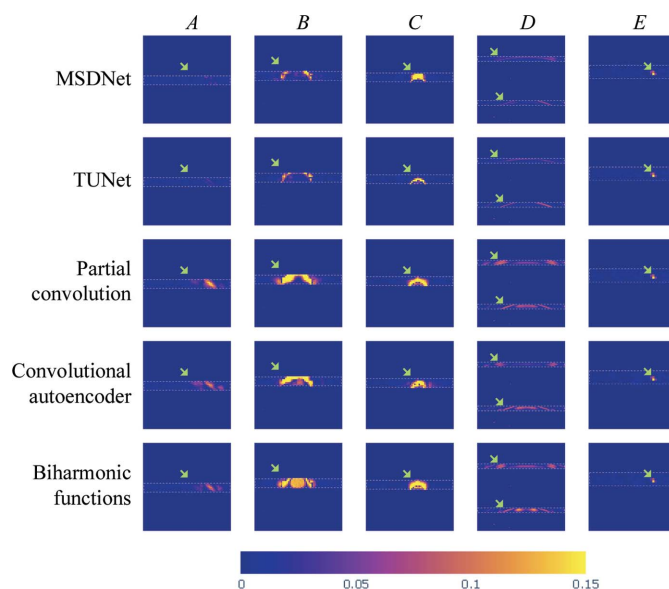 A B C D E
MSDNet
TUNet
Partial
convolution
Convolutional
autoencoder
Biharmonic
functions
0 0.05 0.1 0.15